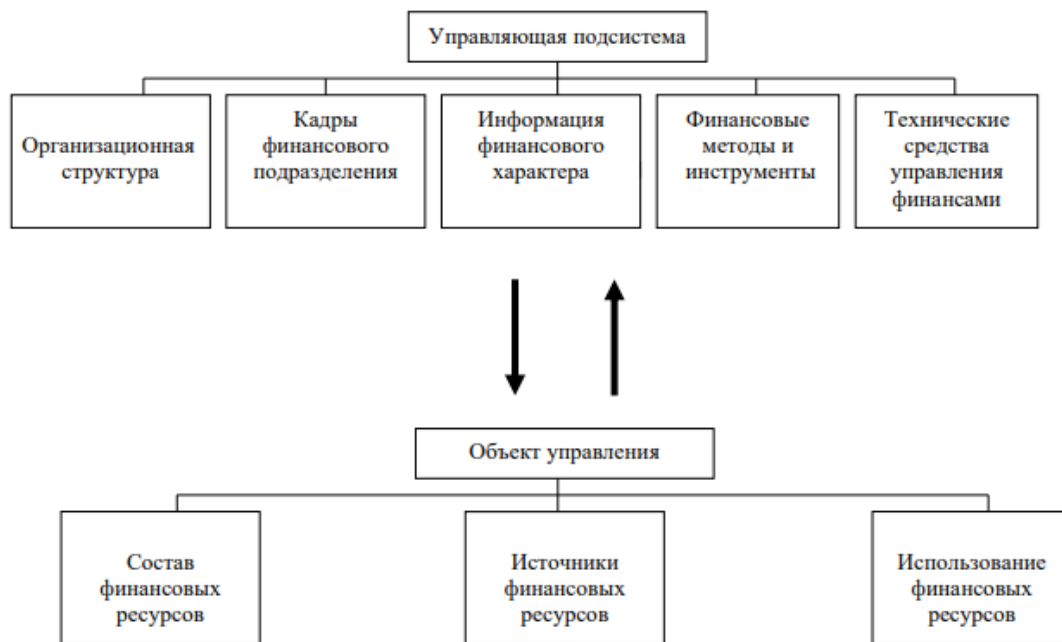 Управляющая подсистема
Организационная
структура
Кадры
финансового
подразделения
Информация
финансового
характера
Финансовые
методы и
инструменты
Технические
средства
управления
финансами
Объект управления
Состав
финансовых
ресурсов
Источники
финансовых
ресурсов
Использование
финансовых
ресурсов